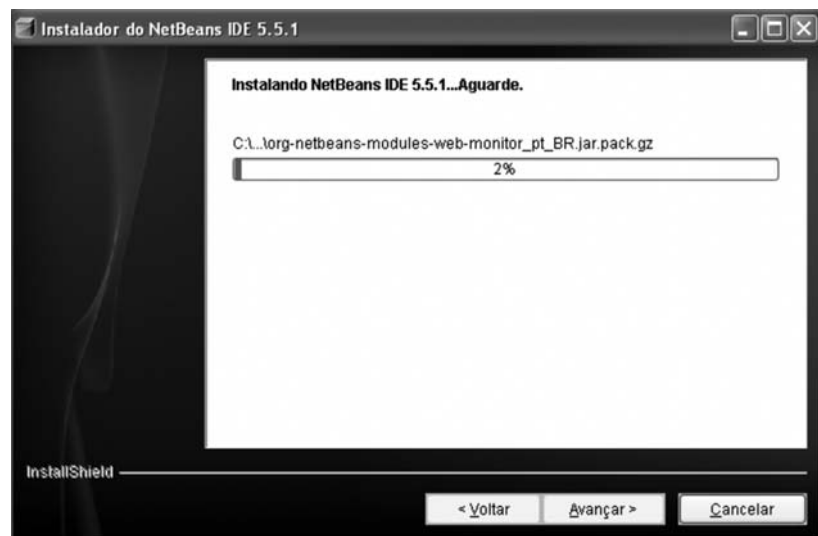 Instalador do NetBeans IDE 5.5.1
Instalando NetBeans IDE 5.5.1...Aguarde.
C:\...\org-netbeans-modules-web-monitor_pt_BR.jar.pack.gz
2%
InstallShield
< Voltar
Avançar >
Cancelar